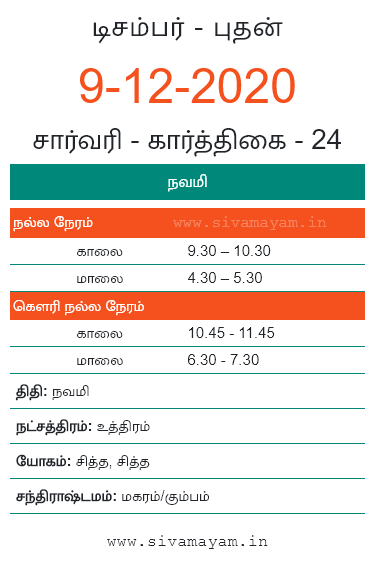 டிசம்பர் - புதன்
9-12-2020
சார்வரி - கார்த்திகை - 24
நவமி
நல்ல நேரம் www.sivamayam.in
காலை 9.30 – 10.30
மாலை 4.30 – 5.30
கௌரி நல்ல நேரம்
காலை 10.45 - 11.45
மாலை 6.30 - 7.30
திதி: நவமி
நட்சத்திரம்: உத்திரம்
யோகம்: சித்த, சித்த
சந்திராஷ்டமம்: மகரம்/கும்பம்
www.sivamayam.in